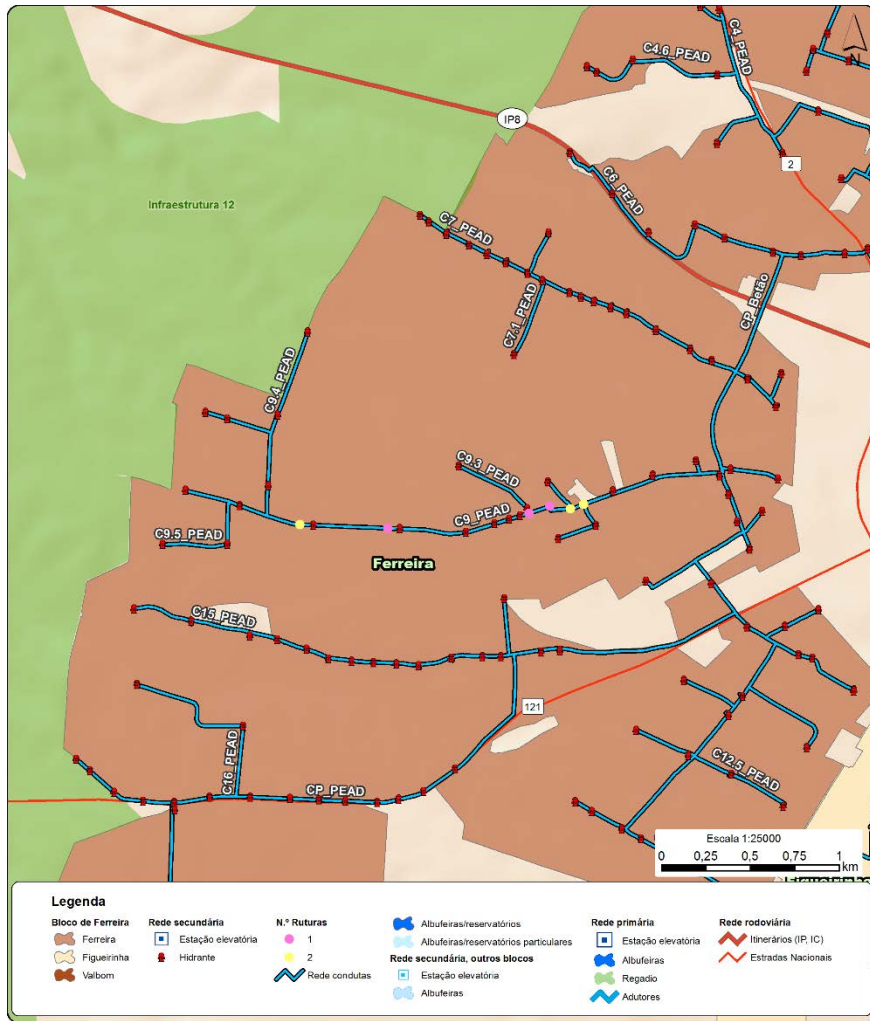 C4_PEAD
C4.6_PEAD
N
IP8
2
C6_PEAD
Infraestrutura 12
C7_PEAD
CP_Betão
C7.1_PEAD
C9.4_PEAD
C9.3_PEAD
C9_PEAD
C9.5_PEAD
Ferreira
C15_PEAD
121
C16_PEAD
C12.5_PEAD
CP_PEAD
Escala 1:25000
0 0,25 0,5 0,75 1
km
Legenda
Bloco de Ferreira
Ferreira
Figueirinha
Valbom
Rede secundária
Estação elevatória
Hidrante
N.º Ruturas
1
2
Rede condutas
Albufeiras/reservatórios
Albufeiras/reservatórios particulares
Rede secundária, outros blocos
Estação elevatória
Albufeiras
Rede primária
Estação elevatória
Albufeiras
Regadio
Adutores
Rede rodoviária
Itinerários (IP, IC)
Estradas Nacionais